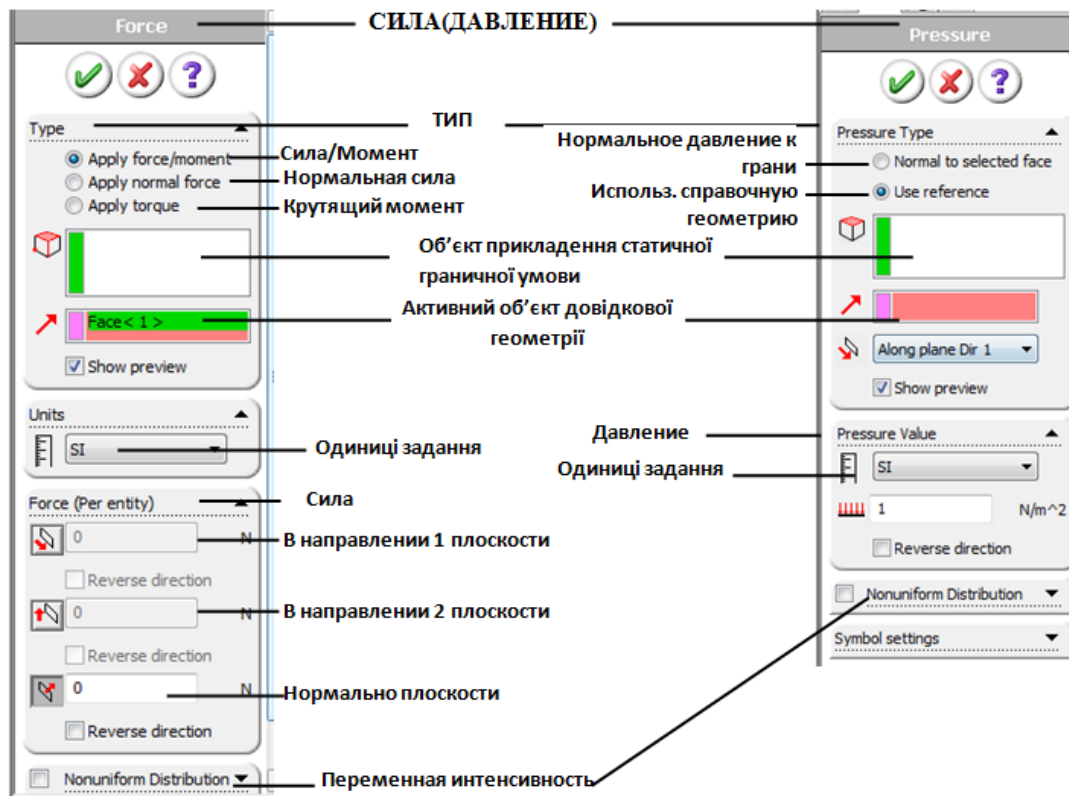 Force
СИЛА(ДАВЛЕНИЕ)
Pressure
Type
ТИП
Pressure Type
Apply force/moment
Сила/Момент
Apply normal force
Нормальная сила
Apply torque
Крутящий момент
Нормальное давление к
грани
Normal to selected face
Использ. справочную
геометрию
Use reference
Об’єкт прикладення статичної
граничної умови
Face< 1 >
Активний об’єкт довідкової
геометрії
Along plane Dir 1
Show preview
Show preview
Units
SI
Одиниці задання
Давление
Pressure Value
Одиниці задання
SI
1
N/m^2
Reverse direction
Force (Per entity)
Сила
0
N
В направлении 1 плоскости
Reverse direction
0
N
В направлении 2 плоскости
Reverse direction
0
N
Нормально плоскости
Reverse direction
Nonuniform Distribution
Symbol settings
Nonuniform Distribution
Переменная интенсивность